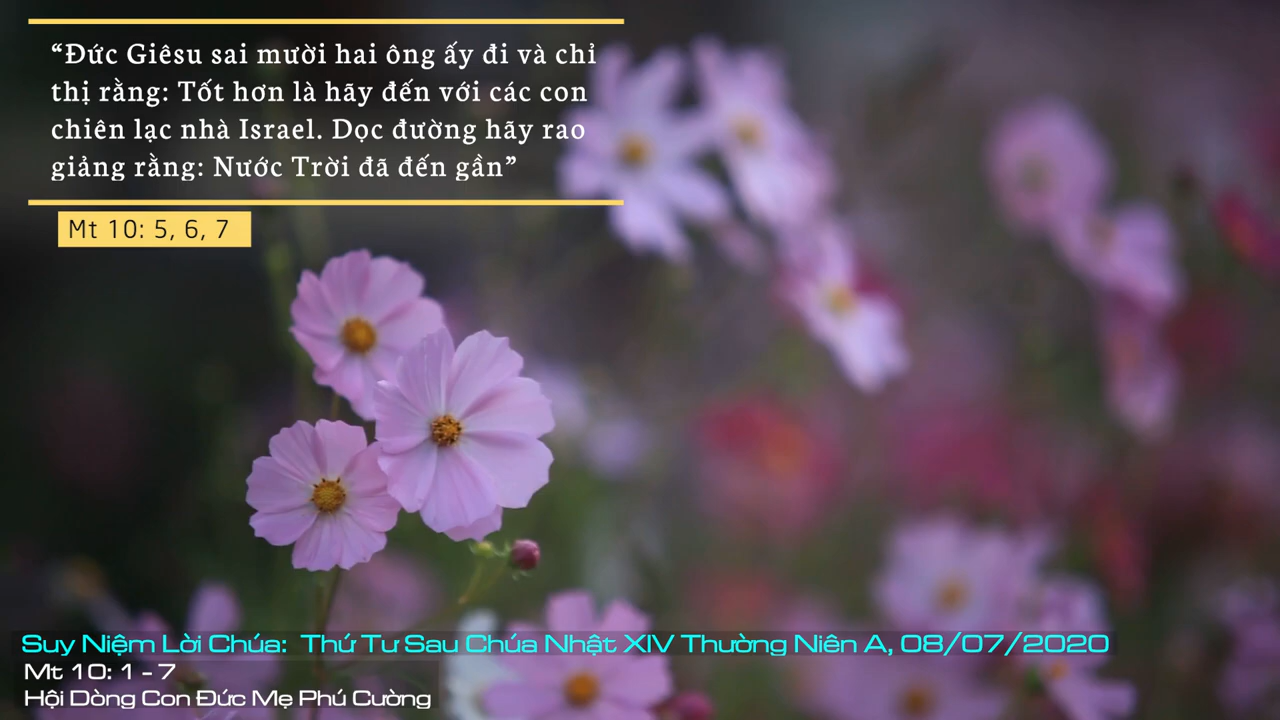 “Đức Giêsu sai mười hai ông ấy đi và chỉ
thị rằng: Tốt hơn là hãy đến với các con
chiên lạc nhà Israel. Dọc đường hãy rao
giảng rằng: Nước Trời đã đến gần”
Mt 10: 5, 6, 7
Suy Niệm Lời Chúa: Thứ Tư Sau Chúa Nhật XIV Thường Niên A, 08/07/2020
Mt 10: 1 - 7
Hội Dòng Con Đức Mẹ Phú Cường